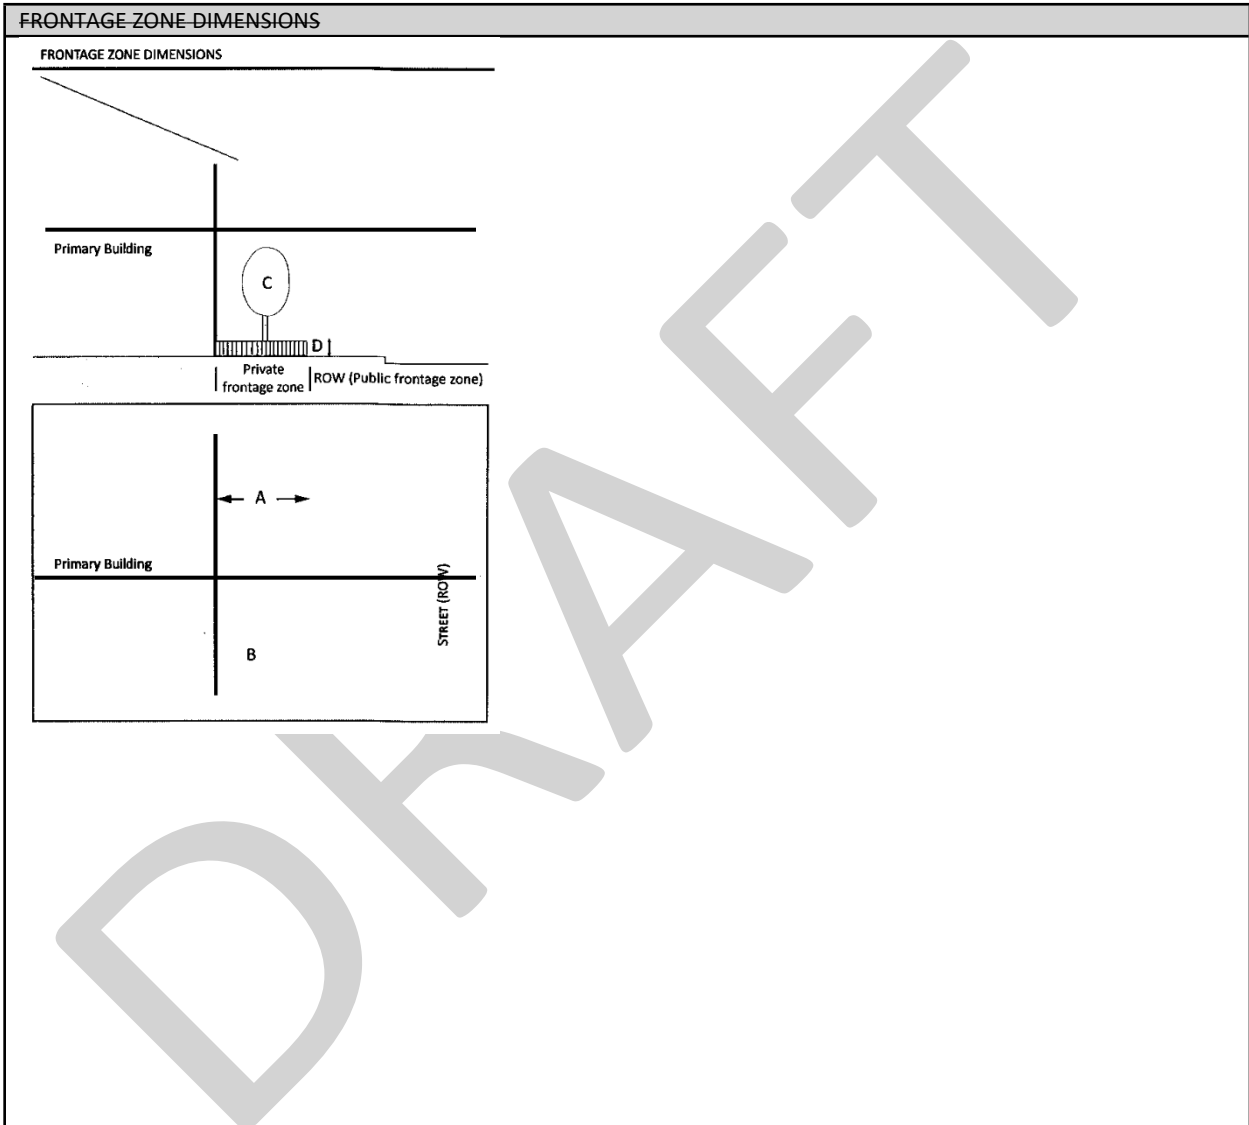 FRONTAGE ZONE DIMENSIONS
FRONTAGE ZONE DIMENSIONS
Primary Building
C
D
Private
frontage zone
ROW (Public frontage zone)
A
Primary Building
STREET (ROW)
B
DRAFT